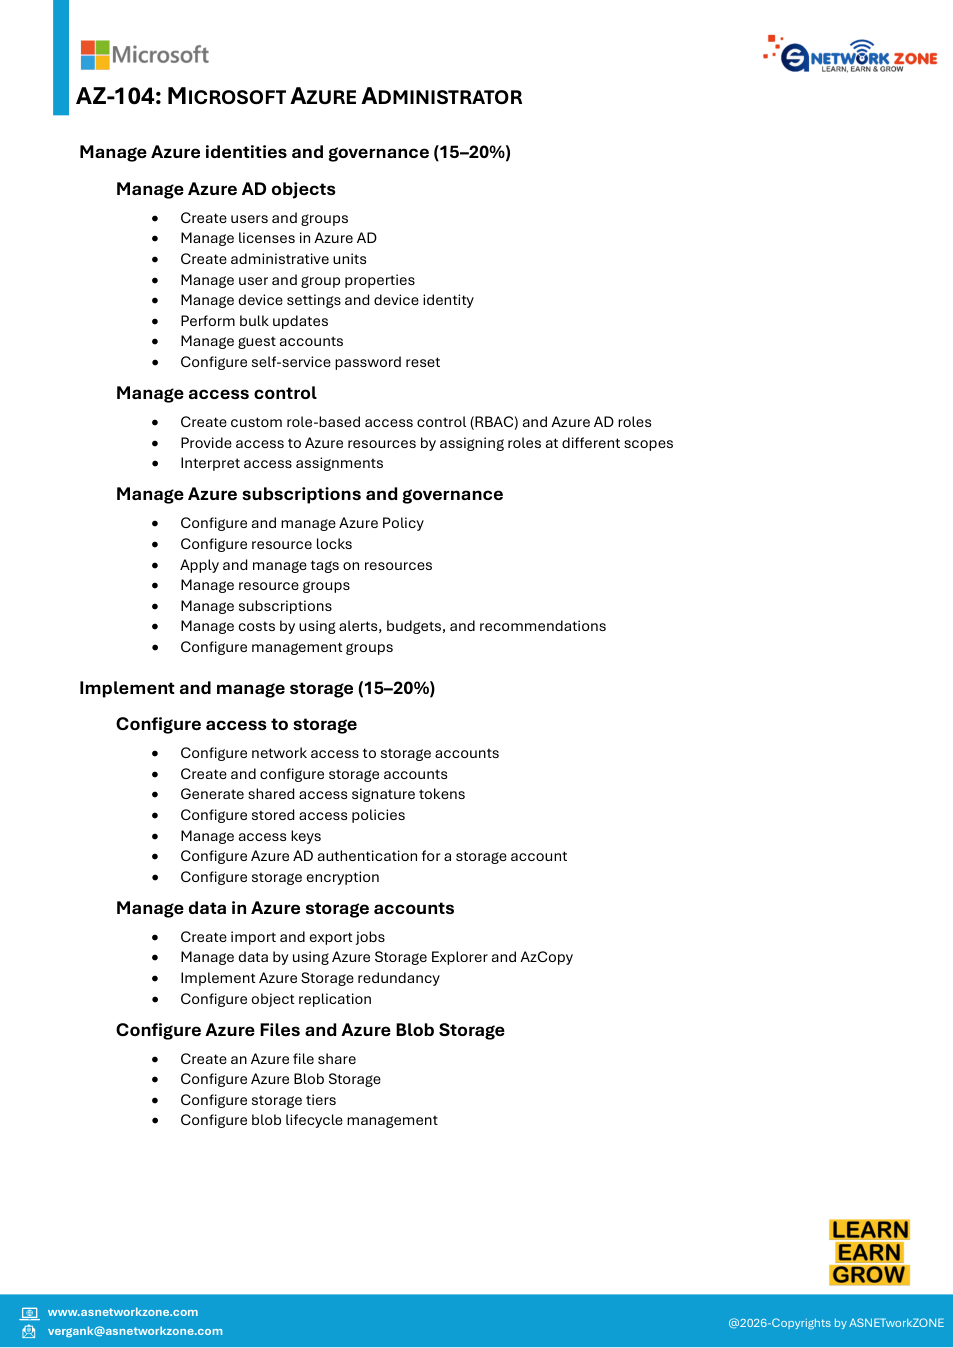 Microsoft
NETWORK ZONE
LEARN, EARN & GROW
AZ-104: MICROSOFT AZURE ADMINISTRATOR
Manage Azure identities and governance (15–20%)
Manage Azure AD objects
• Create users and groups
• Manage licenses in Azure AD
• Create administrative units
• Manage user and group properties
• Manage device settings and device identity
• Perform bulk updates
• Manage guest accounts
• Configure self-service password reset
Manage access control
• Create custom role-based access control (RBAC) and Azure AD roles
• Provide access to Azure resources by assigning roles at different scopes
• Interpret access assignments
Manage Azure subscriptions and governance
• Configure and manage Azure Policy
• Configure resource locks
• Apply and manage tags on resources
• Manage resource groups
• Manage subscriptions
• Manage costs by using alerts, budgets, and recommendations
• Configure management groups
Implement and manage storage (15–20%)
Configure access to storage
• Configure network access to storage accounts
• Create and configure storage accounts
• Generate shared access signature tokens
• Configure stored access policies
• Manage access keys
• Configure Azure AD authentication for a storage account
• Configure storage encryption
Manage data in Azure storage accounts
• Create import and export jobs
• Manage data by using Azure Storage Explorer and AzCopy
• Implement Azure Storage redundancy
• Configure object replication
Configure Azure Files and Azure Blob Storage
• Create an Azure file share
• Configure Azure Blob Storage
• Configure storage tiers
• Configure blob lifecycle management
LEARN
EARN
GROW
www.asnetworkzone.com
vergank@asnetworkzone.com
@2026-Copyrights by ASNETworkZONE